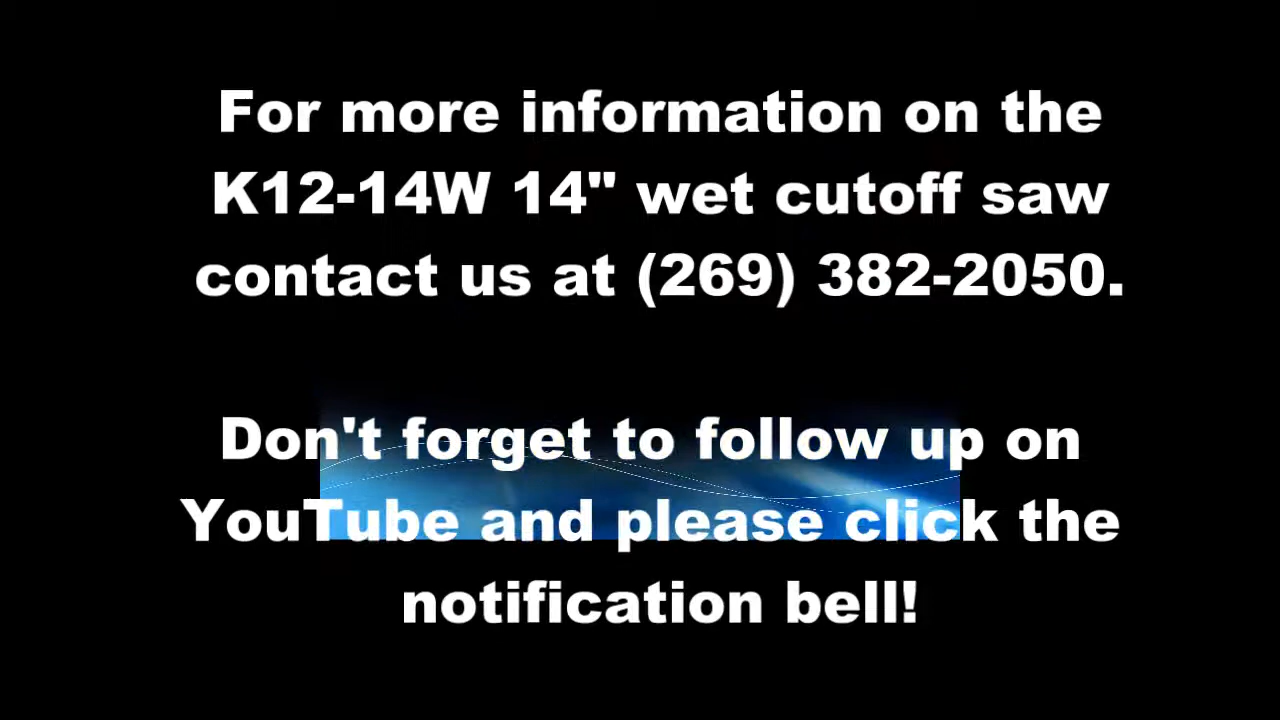 For more information on the
K12-14W 14" wet cutoff saw
contact us at (269) 382-2050.
Don't forget to follow up on
YouTube and please click the
notification bell!